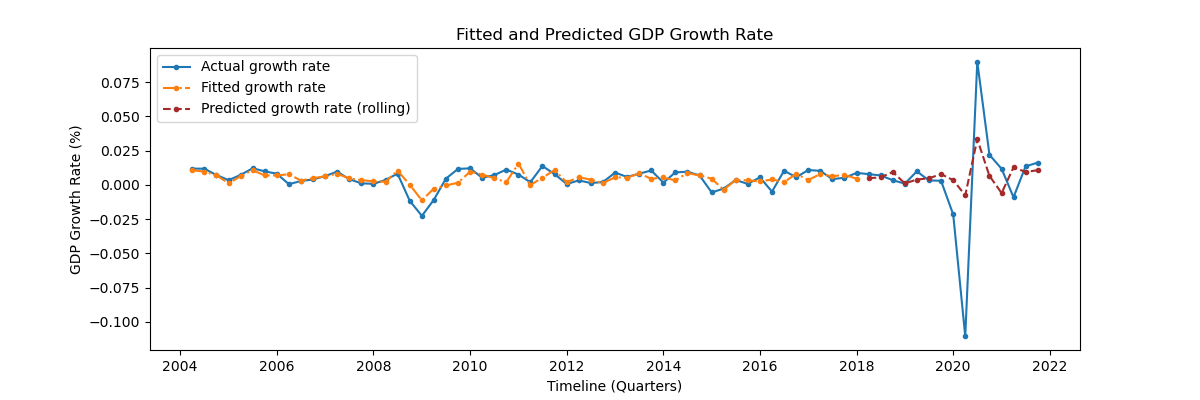 Fitted and Predicted GDP Growth Rate
Actual growth rate
Fitted growth rate
Predicted growth rate (rolling)
GDP Growth Rate (%)
0.075
0.050
0.025
0.000
−0.025
−0.050
−0.075
−0.100
2004 2006 2008 2010 2012 2014 2016 2018 2020 2022
Timeline (Quarters)